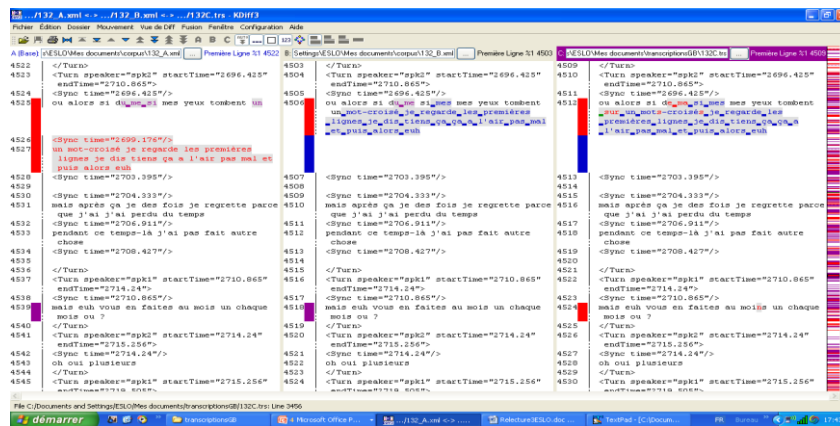 .../132_A.xml <-> .../132_B.xml <-> .../132C.trs - KDiff3
Fichier Édition Dossier Mouvement Vue de Diff Fusion Fenêtre Configuration Aide
A (Base): s\ESLO\Mes documents\corpus\132_A.xml ... Première Ligne %1 4522
4522 </Turn>
4523 <Turn speaker="spk2" startTime="2696.425"
endTime="2710.865">
4524 <Sync time="2696.425"/>
4525 ou alors si du me si mes yeux tombent un
4526 <Sync time="2699.176"/>
4527 un mot-croisé je regarde les premières
lignes je dis tiens ça a l'air pas mal et
puis alors euh
4528 <Sync time="2703.395"/>
4529
4530 <Sync time="2704.333"/>
4531 mais après ça je des fois je regrette parce
que j'ai j'ai perdu du temps
4532 <Sync time="2706.911"/>
4533 pendant ce temps-là j'ai pas fait autre
chose
4534 <Sync time="2708.427"/>
4535
4536 </Turn>
4537 <Turn speaker="spk1" startTime="2710.865"
endTime="2714.24">
4538 <Sync time="2710.865"/>
4539 mais euh vous en faites au mois un chaque
mois ou ?
4540 </Turn>
4541 <Turn speaker="spk2" startTime="2714.24"
endTime="2715.256">
4542 <Sync time="2714.24"/>
4543 oh oui plusieurs
4544 </Turn>
4545 <Turn speaker="spk1" startTime="2715.256"
B: Settings\ESLO\Mes documents\corpus\132_B.xml ... Première Ligne %1 4503
4503 </Turn>
4504 <Turn speaker="spk2" startTime="2696.425"
endTime="2710.865">
4505 <Sync time="2696.425"/>
4506 ou alors si du me si mes yeux tombent
un mot-croisé je regarde les premières
lignes je dis tiens ça ça a l'air pas mal
et puis alors euh
4507 <Sync time="2703.395"/>
4508
4509 <Sync time="2704.333"/>
4510 mais après ça je des fois je regrette parce
que j'ai j'ai perdu du temps
4511 <Sync time="2706.911"/>
4512 pendant ce temps-là j'ai pas fait autre
chose
4513 <Sync time="2708.427"/>
4514
4515 </Turn>
4516 <Turn speaker="spk1" startTime="2710.865"
endTime="2714.24">
4517 <Sync time="2710.865"/>
4518 mais euh vous en faites au mois un chaque
mois ou ?
4519 </Turn>
4520 <Turn speaker="spk2" startTime="2714.24"
endTime="2715.256">
4521 <Sync time="2714.24"/>
4522 oh oui plusieurs
4523 </Turn>
4524 <Turn speaker="spk1" startTime="2715.256"
C: s\ESLO\Mes documents\transcriptionsGB\132C.trs ... Première Ligne %1 4509
4509 </Turn>
4510 <Turn speaker="spk2" startTime="2696.425"
endTime="2710.865">
4511 <Sync time="2696.425"/>
4512 ou alors si de me si mes yeux tombent
sur un mots-croisés je regarde les
premières lignes je dis tiens ça ça a
l'air pas mal et puis alors euh
4513 <Sync time="2703.395"/>
4514
4515 <Sync time="2704.333"/>
4516 mais après ça je des fois je regrette parce
que j'ai j'ai perdu du temps
4517 <Sync time="2706.911"/>
4518 pendant ce temps-là j'ai pas fait autre
chose
4519 <Sync time="2708.427"/>
4520
4521 </Turn>
4522 <Turn speaker="spk1" startTime="2710.865"
endTime="2714.24">
4523 <Sync time="2710.865"/>
4524 mais euh vous en faites au moins un chaque
mois ou ?
4525 </Turn>
4526 <Turn speaker="spk2" startTime="2714.24"
endTime="2715.256">
4527 <Sync time="2714.24"/>
4528 oh oui plusieurs
4529 </Turn>
4530 <Turn speaker="spk1" startTime="2715.256"
File C:/Documents and Settings/ESLO/Mes documents/transcriptionsGB/132C.trs: Line 3456
démarrer transcriptionsGB 4 Microsoft Office P... .../132_A.xml <-> ... Relecture3ESLO.doc ... TextPad - [C:\Docum... FR Bureau